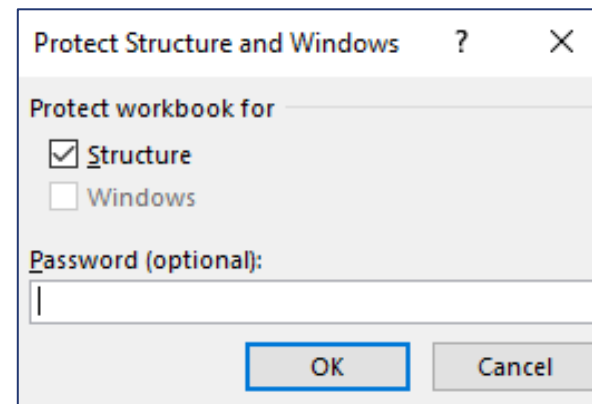 Protect Structure and Windows ?
Protect workbook for
Structure
Windows
Password (optional):
OK Cancel